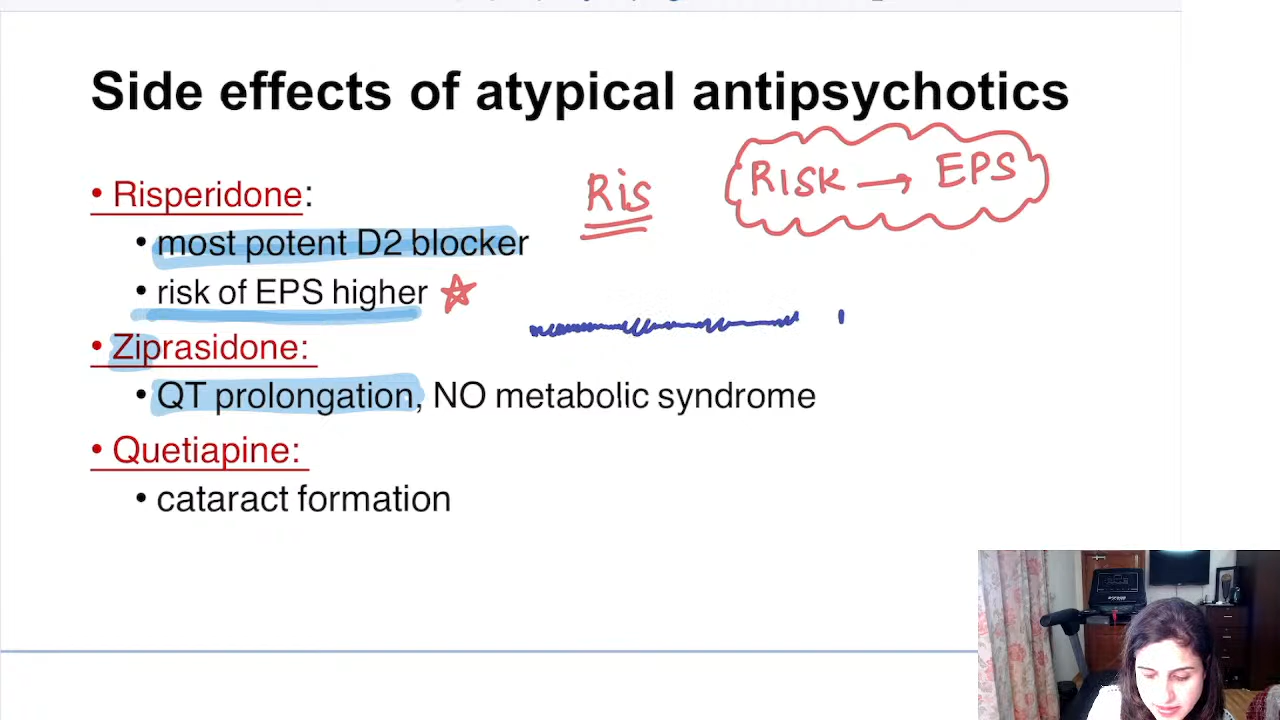 Side effects of atypical antipsychotics
• Risperidone:
Ris
RISK → EPS
• most potent D2 blocker
• risk of EPS higher
• Ziprasidone:
• QT prolongation, NO metabolic syndrome
• Quetiapine:
• cataract formation